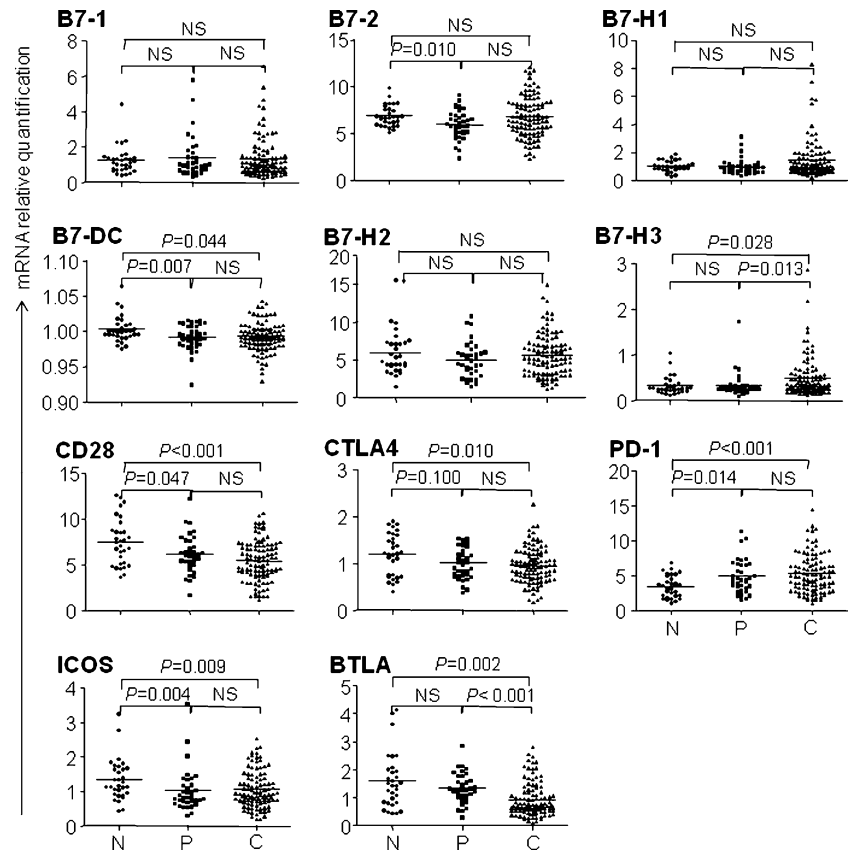 mRNA relative quantification
B7-1
NS
NS NS
8
6
4
2
0
B7-2
NS
P=0.010 NS
15
10
5
0
B7-H1
NS
NS NS
10
8
6
4
2
0
B7-DC
P=0.044
P=0.007 NS
1.10
1.05
1.00
0.95
0.90
B7-H2
NS
NS NS
20
15
10
5
0
B7-H3
P=0.028
NS P=0.013
3
2
1
0
CD28
P<0.001
P=0.047 NS
15
10
5
0
CTLA4
P=0.010
P=0.100 NS
3
2
1
0
PD-1
P<0.001
P=0.014 NS
20
15
10
5
0
N P C
ICOS
P=0.009
P=0.004 NS
4
3
2
1
0
N P C
BTLA
P=0.002
NS P< 0.001
5
4
3
2
1
0
N P C